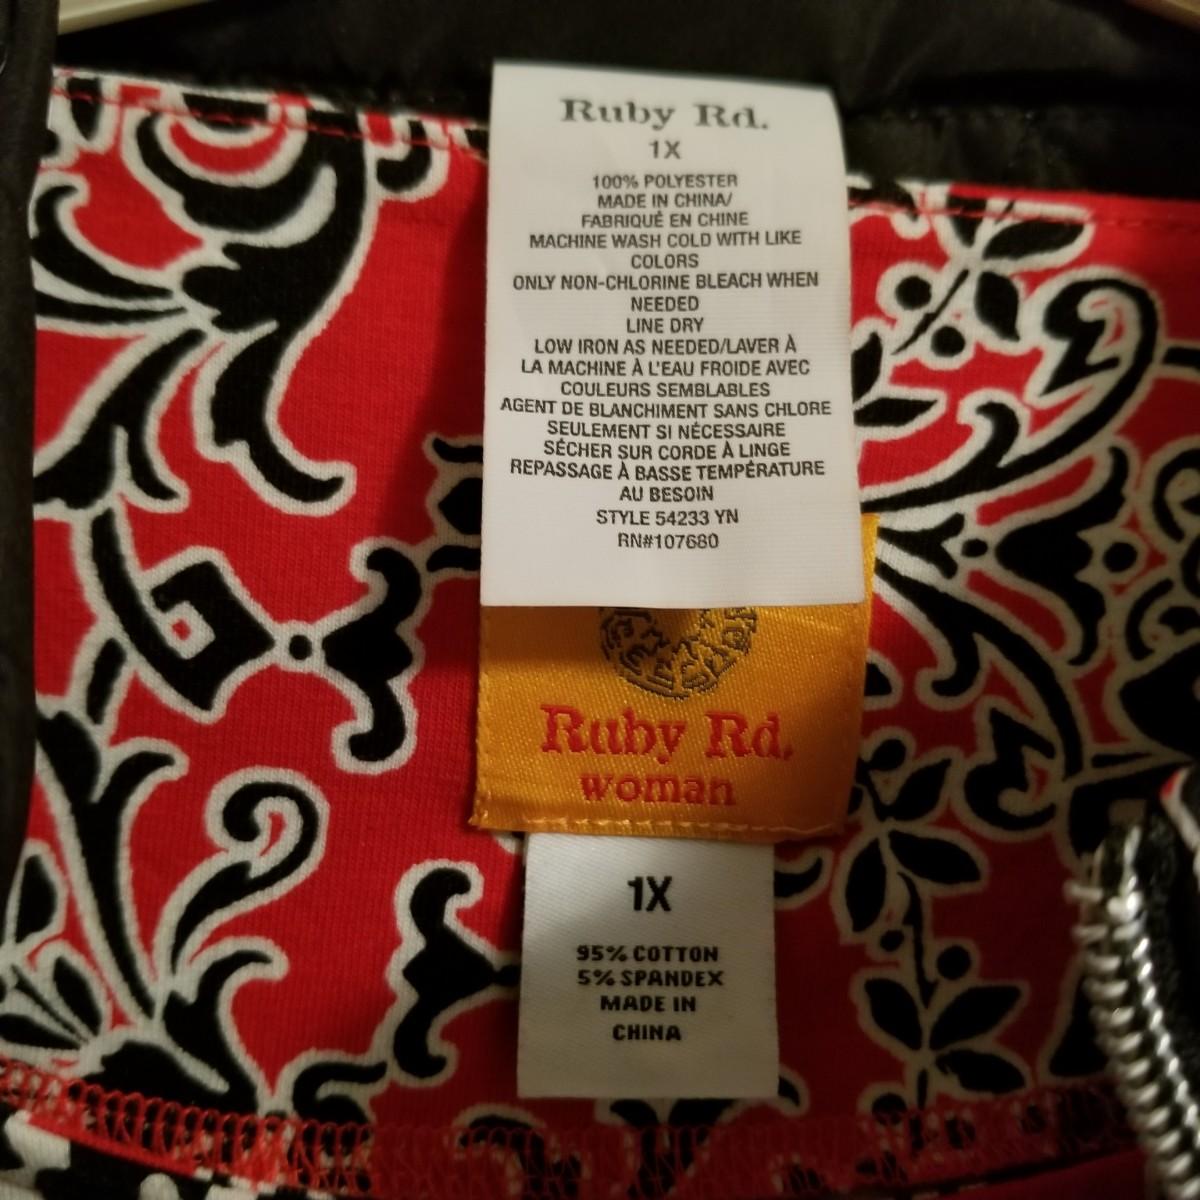 Ruby Rd.
1X
100% POLYESTER
MADE IN CHINA/
FABRIQUÉ EN CHINE
MACHINE WASH COLD WITH LIKE
COLORS
ONLY NON-CHLORINE BLEACH WHEN
NEEDED
LINE DRY
LOW IRON AS NEEDED/LAVER À
LA MACHINE À L'EAU FROIDE AVEC
COULEURS SEMBLABLES
AGENT DE BLANCHIMENT SANS CHLORE
SEULEMENT SI NÉCESSAIRE
SÉCHER SUR CORDE À LINGE
REPASSAGE À BASSE TEMPÉRATURE
AU BESOIN
STYLE 54233 YN
RN#107680
Ruby Rd.
woman
1X
95% COTTON
5% SPANDEX
MADE IN
CHINA